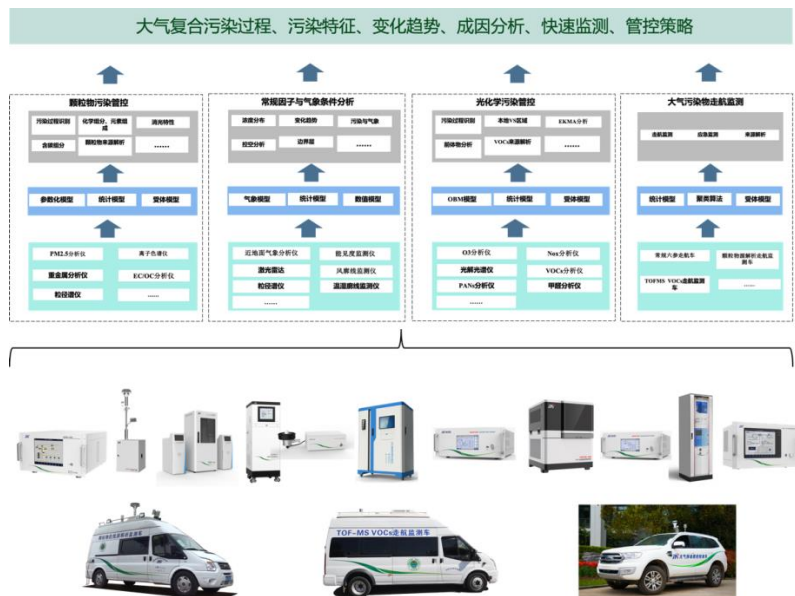 大气复合污染过程、污染特征、变化趋势、成因分析、快速监测、管控策略
颗粒物污染管控
污染过程识别
化学组分、元素组成
消光特性
含碳组分
颗粒物来源解析
......
参数化模型
统计模型
受体模型
PM2.5分析仪
离子色谱仪
重金属分析仪
EC/OC分析仪
粒径谱仪
......
常规因子与气象条件分析
浓度分布
变化趋势
污染与气象
投空分析
边界层
......
气象模型
统计模型
数值模型
近地面气象分析仪
能见度监测仪
激光雷达
风廓线监测仪
粒径谱仪
温湿廓线监测仪
......
光化学污染管控
污染过程识别
本地VS区域
EKMA分析
前体物分析
VOCs来源解析
......
OBM模型
统计模型
受体模型
O3分析仪
Nox分析仪
光解光谱仪
VOCs分析仪
PANs分析仪
甲醛分析仪
......
大气污染物走航监测
走航监测
应急监测
来源解析
统计模型
聚类算法
受体模型
常规六参走航车
颗粒物源解析走航监测车
TOFMS VOCs走航监测车
......
TOF-MS VOCs走航监测车